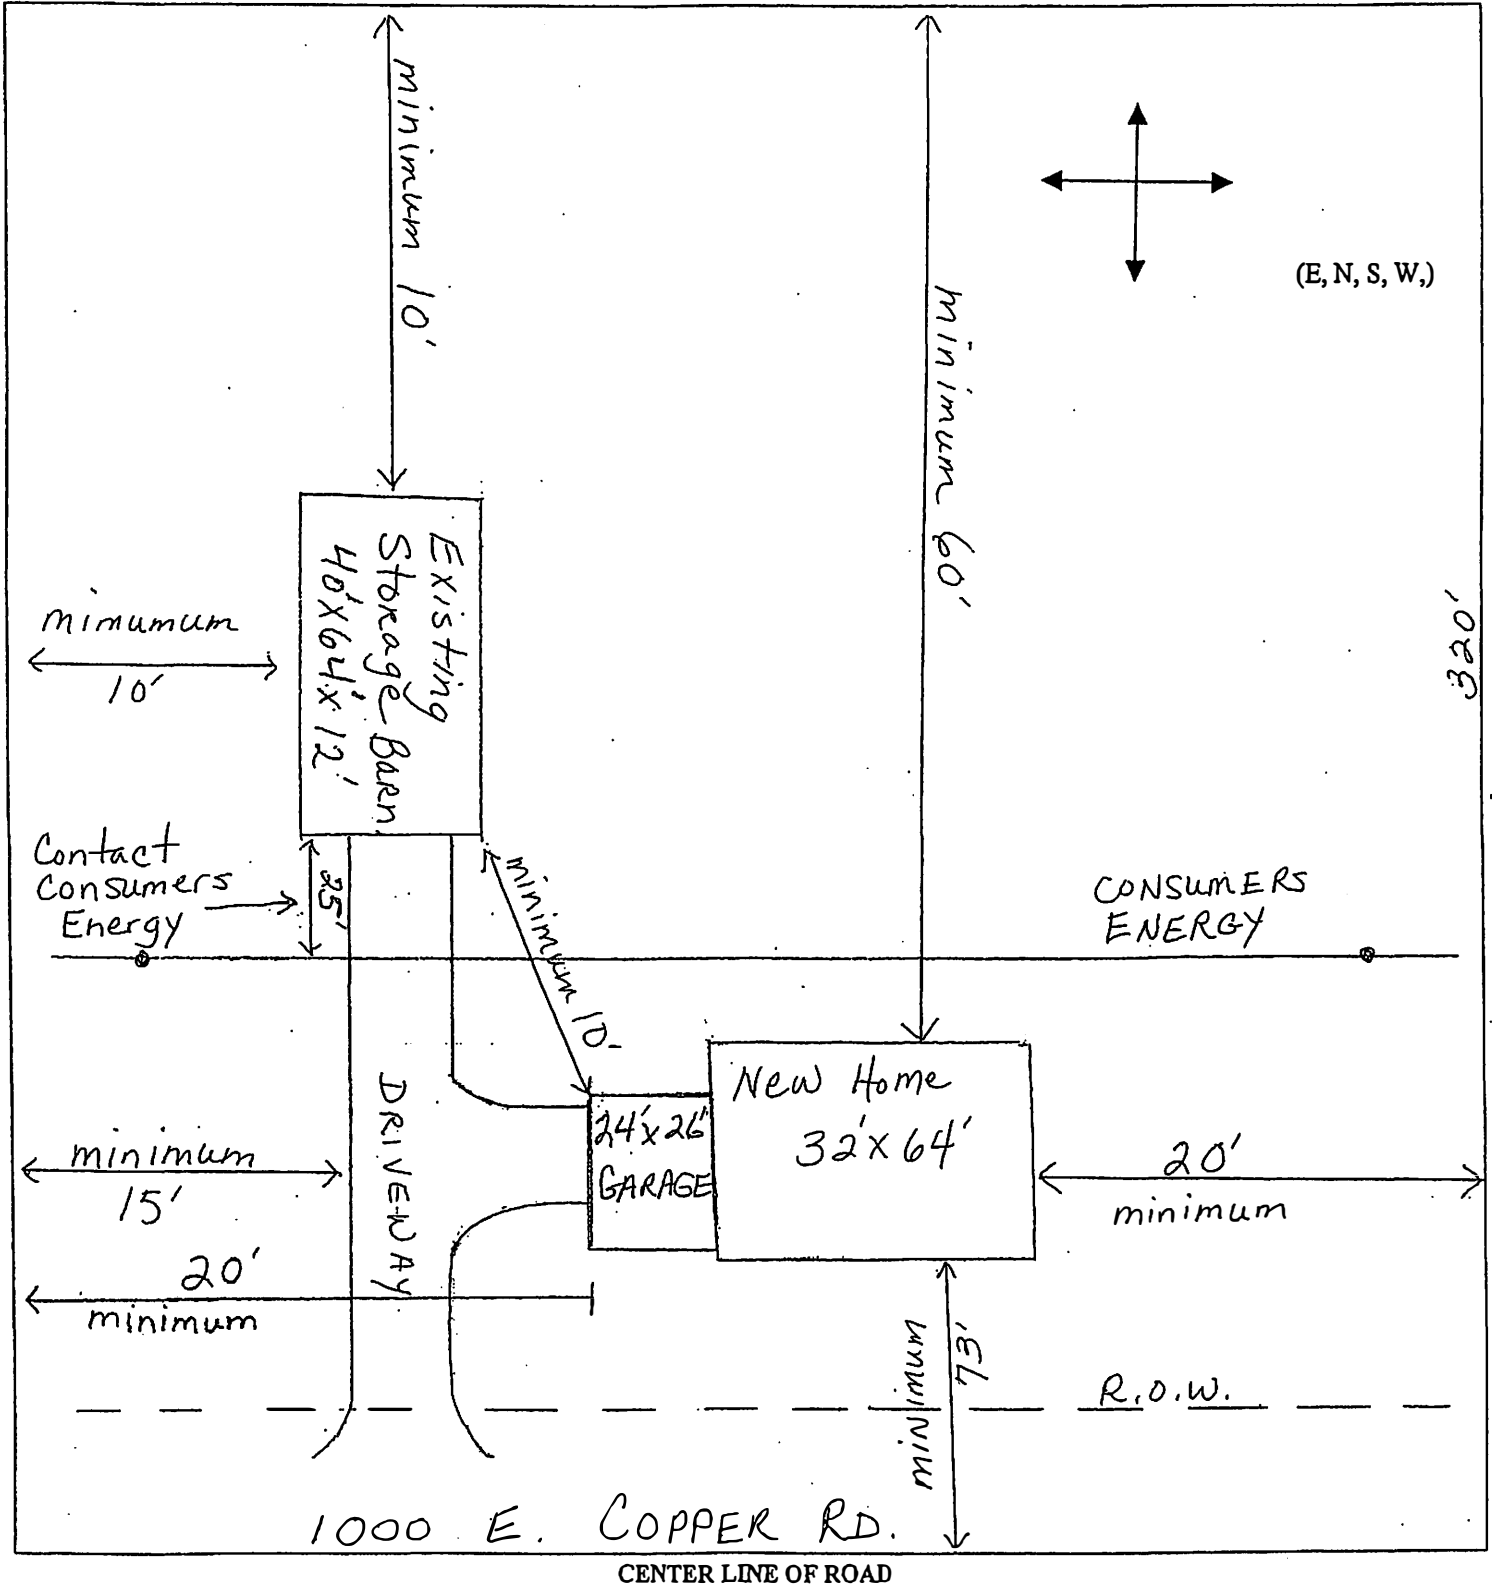 minimum 10'
minimum 60'
(E, N, S, W,)
320'
Existing
Storage Barn
40'x64'x12'
mimumum
10'
Contact
Consumers
Energy
25'
minimum 10-
CONSUMERS
ENERGY
DRIVEWAY
24'x26'
GARAGE
New Home
32'x64'
minimum
15'
20'
minimum
20'
minimum
minimum
73'
R.O.W.
1000 E. COPPER RD.
CENTER LINE OF ROAD